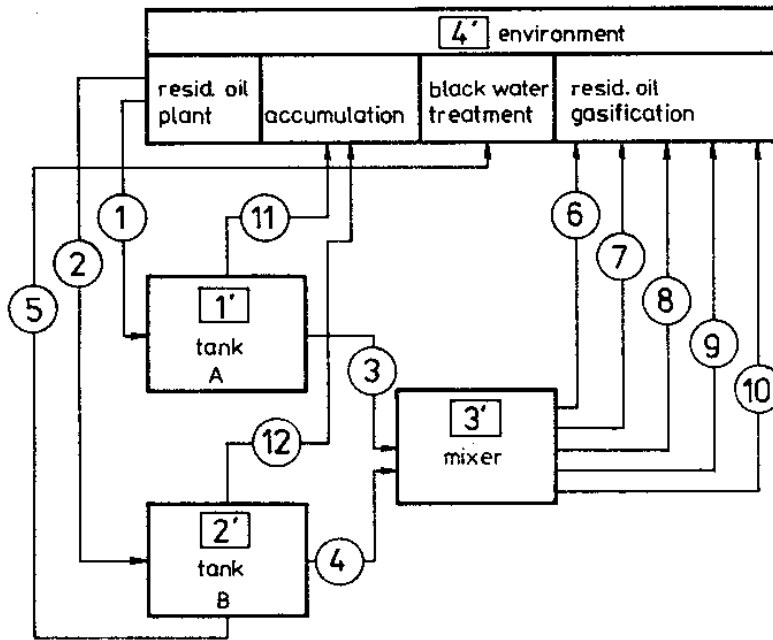 4′ environment
resid. oil
plant
accumulation
black water
treatment
resid. oil
gasification
1
11
6
7
2
8
5
1′
tank
A
3
9
10
12
3′
mixer
2′
tank
B
4